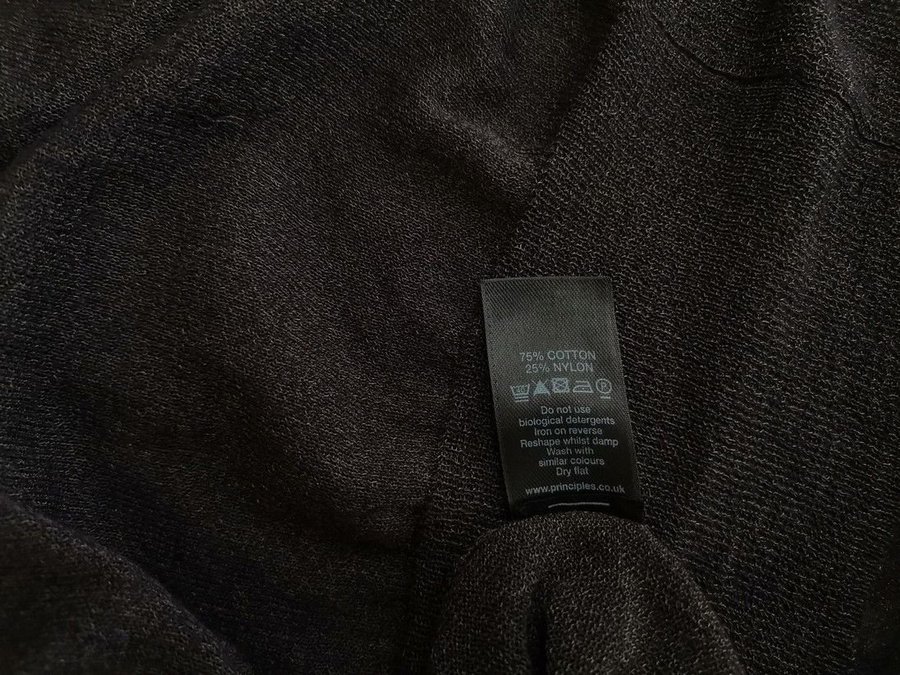 75% COTTON
25% NYLON
Do not use
biological detergents
Iron on reverse
Reshape whilst damp
Wash with
similar colours
Dry flat
www.principles.co.uk